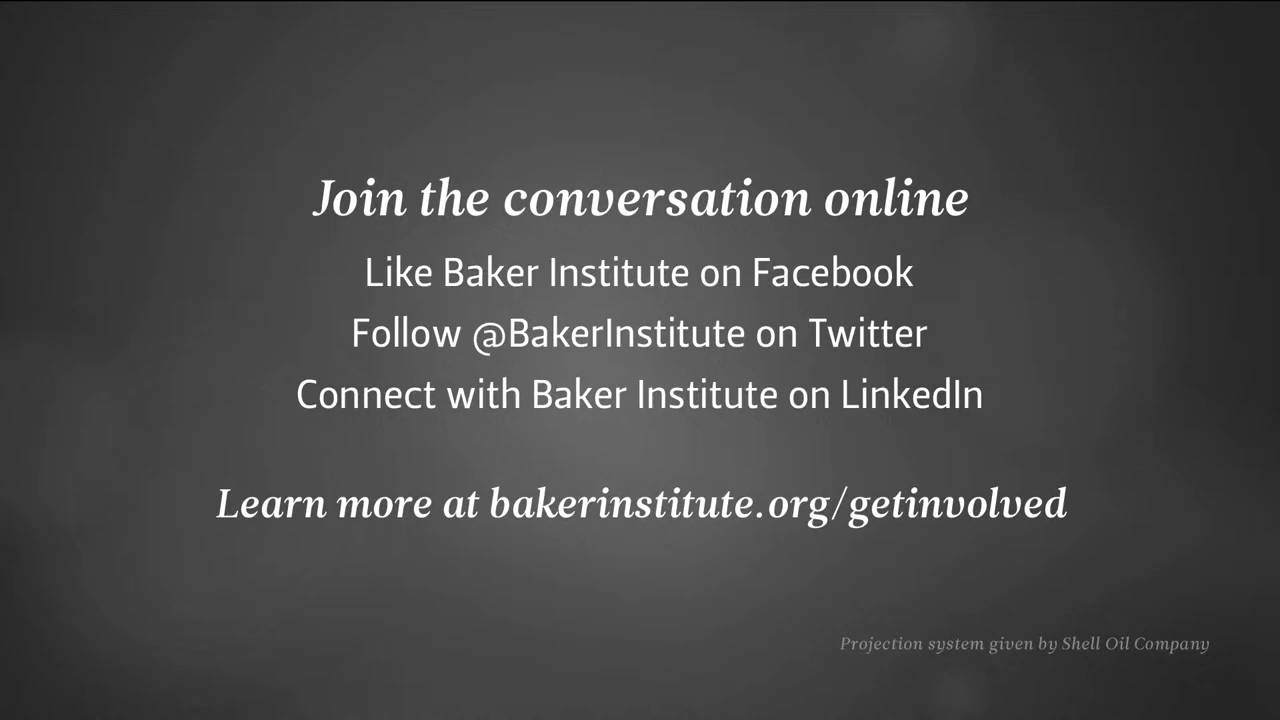 Join the conversation online
Like Baker Institute on Facebook
Follow @BakerInstitute on Twitter
Connect with Baker Institute on LinkedIn
Learn more at bakerinstitute.org/getinvolved
Projection system given by Shell Oil Company